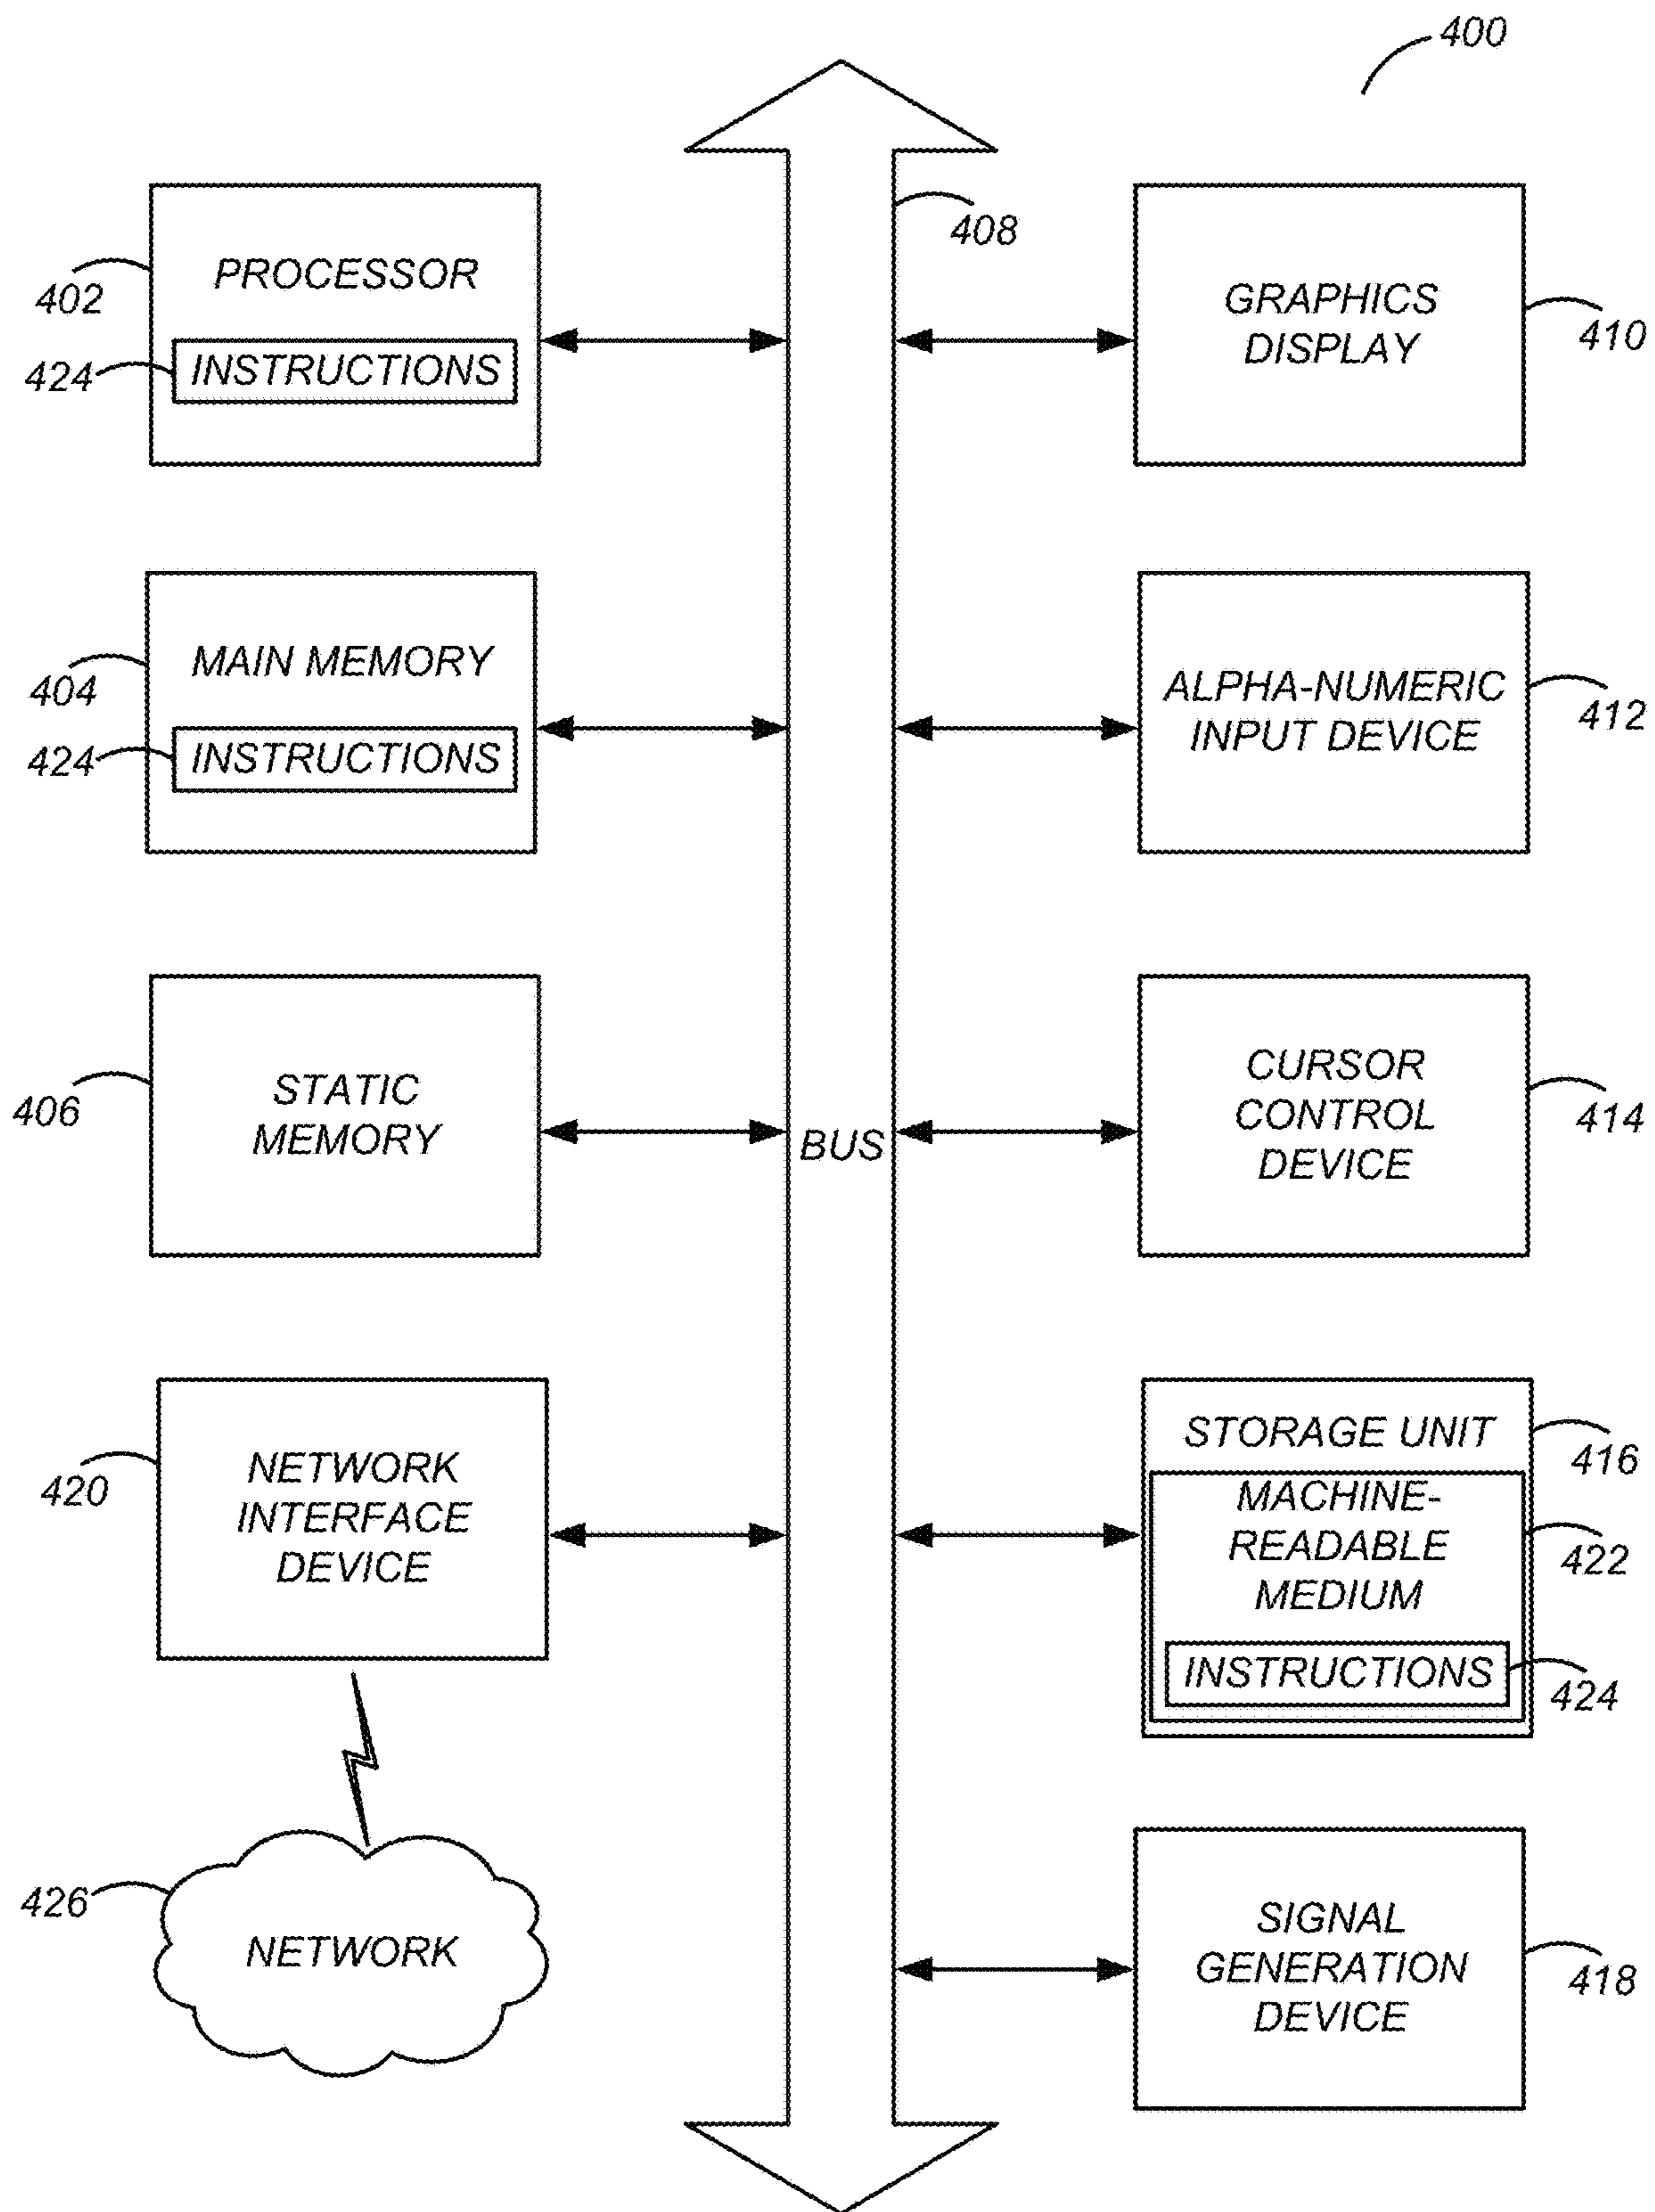 400
408
PROCESSOR
402
INSTRUCTIONS
424
GRAPHICS
DISPLAY
410
MAIN MEMORY
404
INSTRUCTIONS
424
ALPHA-NUMERIC
INPUT DEVICE
412
STATIC
MEMORY
406
BUS
CURSOR
CONTROL
DEVICE
414
NETWORK
INTERFACE
DEVICE
420
STORAGE UNIT
416
MACHINE-
READABLE
MEDIUM
422
INSTRUCTIONS
424
426
NETWORK
SIGNAL
GENERATION
DEVICE
418